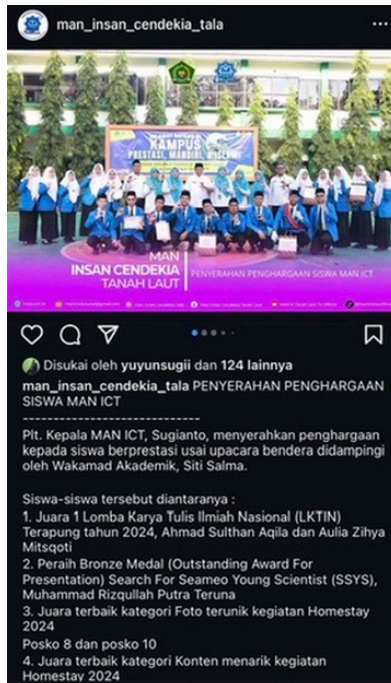 man_insan_cendekia_tala
KAMPUS
PRESTASI, MANDIRI, & ISLAMI
MAN
INSAN CENDEKIA
TANAH LAUT
PENYERAHAN PENGHARGAAN SISWA MAN ICT
Disukai oleh yuyunsugii dan 124 lainnya
man_insan_cendekia_tala PENYERAHAN PENGHARGAAN
SISWA MAN ICT
----------------------------
Plt. Kepala MAN ICT, Sugianto, menyerahkan penghargaan
kepada siswa berprestasi usai upacara bendera didampingi
oleh Wakamad Akademik, Siti Salma.
Siswa-siswa tersebut diantaranya :
1. Juara 1 Lomba Karya Tulis Ilmiah Nasional (LKTIN)
Terapung tahun 2024, Ahmad Sulthan Aqila dan Aulia Zihya
Mitsqoti
2. Peraih Bronze Medal (Outstanding Award For
Presentation) Search For Seameo Young Scientist (SSYS),
Muhammad Rizqullah Putra Teruna
3. Juara terbaik kategori Foto terunik kegiatan Homestay
2024
Posko 8 dan posko 10
4. Juara terbaik kategori Konten menarik kegiatan
Homestay 2024